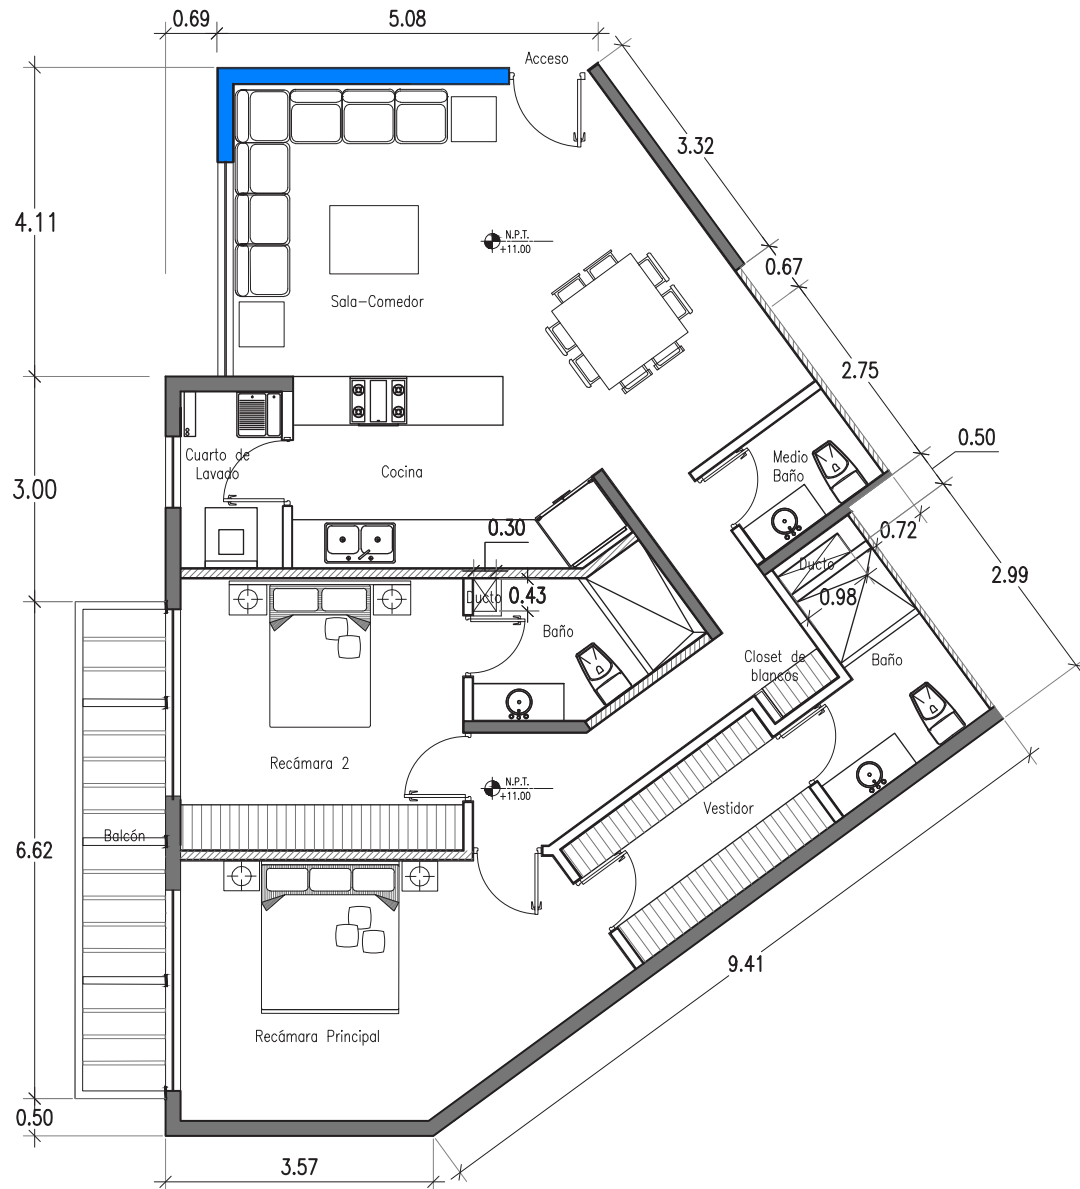 0.69
5.08
Acceso
3.32
4.11
N.P.T.
+11.00
0.67
Sala-Comedor
2.75
0.50
Cuarto de
Lavado
Cocina
Medio
Baño
3.00
0.30
0.72
Ducto
2.99
Ducto
0.43
0.98
Baño
Closet de
blancos
Baño
Recámara 2
N.P.T.
+11.00
Vestidor
Balcón
6.62
9.41
Recámara Principal
0.50
3.57